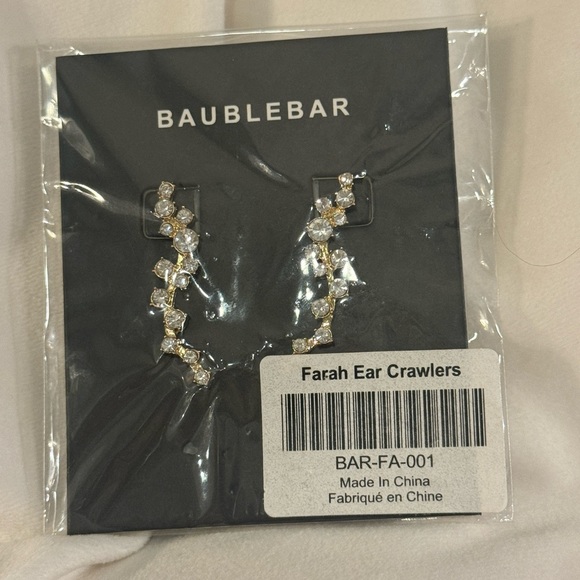 BAUBLEBAR
Farah Ear Crawlers
BAR-FA-001
Made In China
Fabriqué en Chine